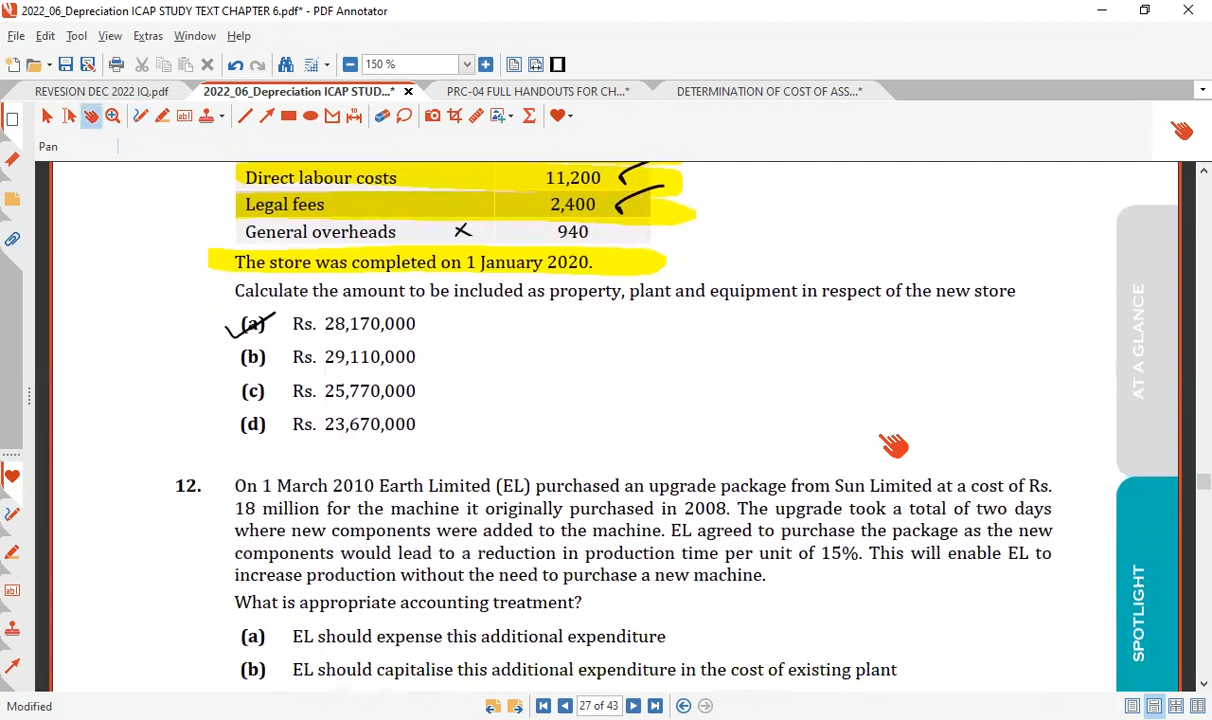 2022_06_Depreciation ICAP STUDY TEXT CHAPTER 6.pdf* - PDF Annotator
File Edit Tool View Extras Window Help
150 %
REVESION DEC 2022 IQ.pdf 2022_06_Depreciation ICAP STUD...* PRC-04 FULL HANDOUTS FOR CH...* DETERMINATION OF COST OF ASS...*
Pan
Direct labour costs 11,200
Legal fees 2,400
General overheads 940
The store was completed on 1 January 2020.
Calculate the amount to be included as property, plant and equipment in respect of the new store
(a) Rs. 28,170,000
(b) Rs. 29,110,000
(c) Rs. 25,770,000
(d) Rs. 23,670,000
12. On 1 March 2010 Earth Limited (EL) purchased an upgrade package from Sun Limited at a cost of Rs.
18 million for the machine it originally purchased in 2008. The upgrade took a total of two days
where new components were added to the machine. EL agreed to purchase the package as the new
components would lead to a reduction in production time per unit of 15%. This will enable EL to
increase production without the need to purchase a new machine.
What is appropriate accounting treatment?
(a) EL should expense this additional expenditure
(b) EL should capitalise this additional expenditure in the cost of existing plant
AT A GLANCE
SPOTLIGHT
Modified
27 of 43